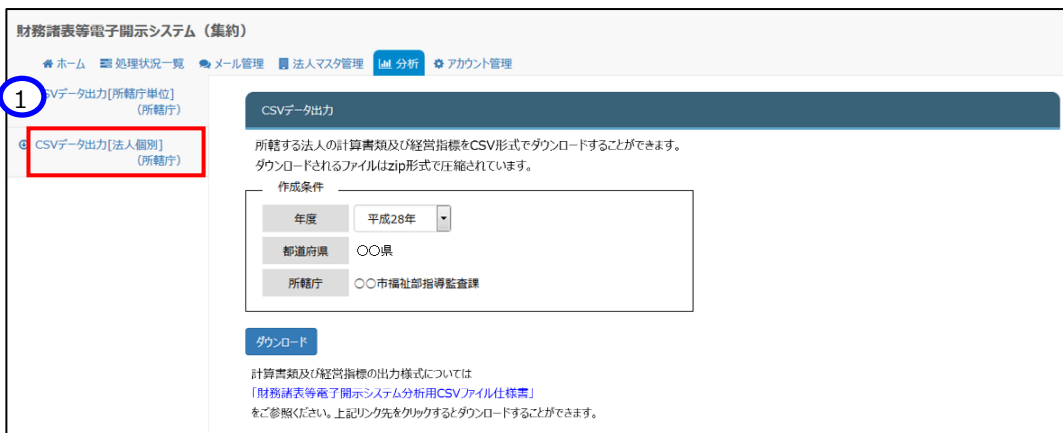 財務諸表等電子開示システム（集約）
ホーム 処理状況一覧 メール管理 法人マスタ管理 分析 アカウント管理
1
SVデータ出力[所轄庁単位]
（所轄庁）
CSVデータ出力[法人個別]
（所轄庁）
CSVデータ出力
所轄する法人の計算書類及び経営指標をCSV形式でダウンロードすることができます。
ダウンロードされるファイルはzip形式で圧縮されています。
作成条件
年度 平成28年
都道府県 〇〇県
所轄庁 〇〇市福祉部指導監査課
ダウンロード
計算書類及び経営指標の出力様式については
「財務諸表等電子開示システム分析用CSVファイル仕様書」
をご参照ください。上記リンク先をクリックするとダウンロードすることができます。